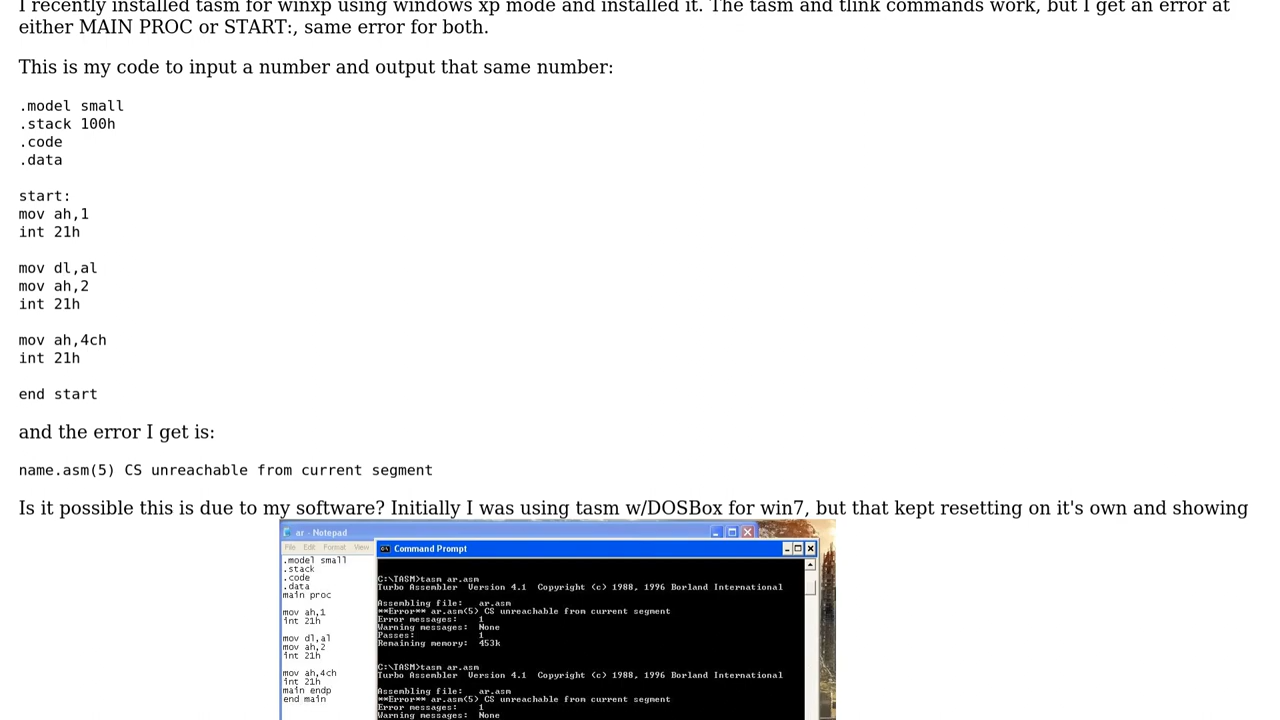 I recently installed tasm for winxp using windows xp mode and installed it. The tasm and tlink commands work, but I get an error at
either MAIN PROC or START:, same error for both.
This is my code to input a number and output that same number:
.model small
.stack 100h
.code
.data
start:
mov ah,1
int 21h
mov dl,al
mov ah,2
int 21h
mov ah,4ch
int 21h
end start
and the error I get is:
name.asm(5) CS unreachable from current segment
Is it possible this is due to my software? Initially I was using tasm w/DOSBox for win7, but that kept resetting on it's own and showing
ar - Notepad
File Edit Format View
.model small
.stack
.code
.data
main proc
mov ah,1
int 21h
mov dl,al
mov ah,2
int 21h
mov ah,4ch
int 21h
main endp
end main
Command Prompt
C:\TASM>tasm ar.asm
Turbo Assembler Version 4.1 Copyright (c) 1988, 1996 Borland International
Assembling file: ar.asm
**Error** ar.asm(5) CS unreachable from current segment
Error messages: 1
Warning messages: None
Passes: 1
Remaining memory: 453k
C:\TASM>tasm ar.asm
Turbo Assembler Version 4.1 Copyright (c) 1988, 1996 Borland International
Assembling file: ar.asm
**Error** ar.asm(5) CS unreachable from current segment
Error messages: 1
Warning messages: None